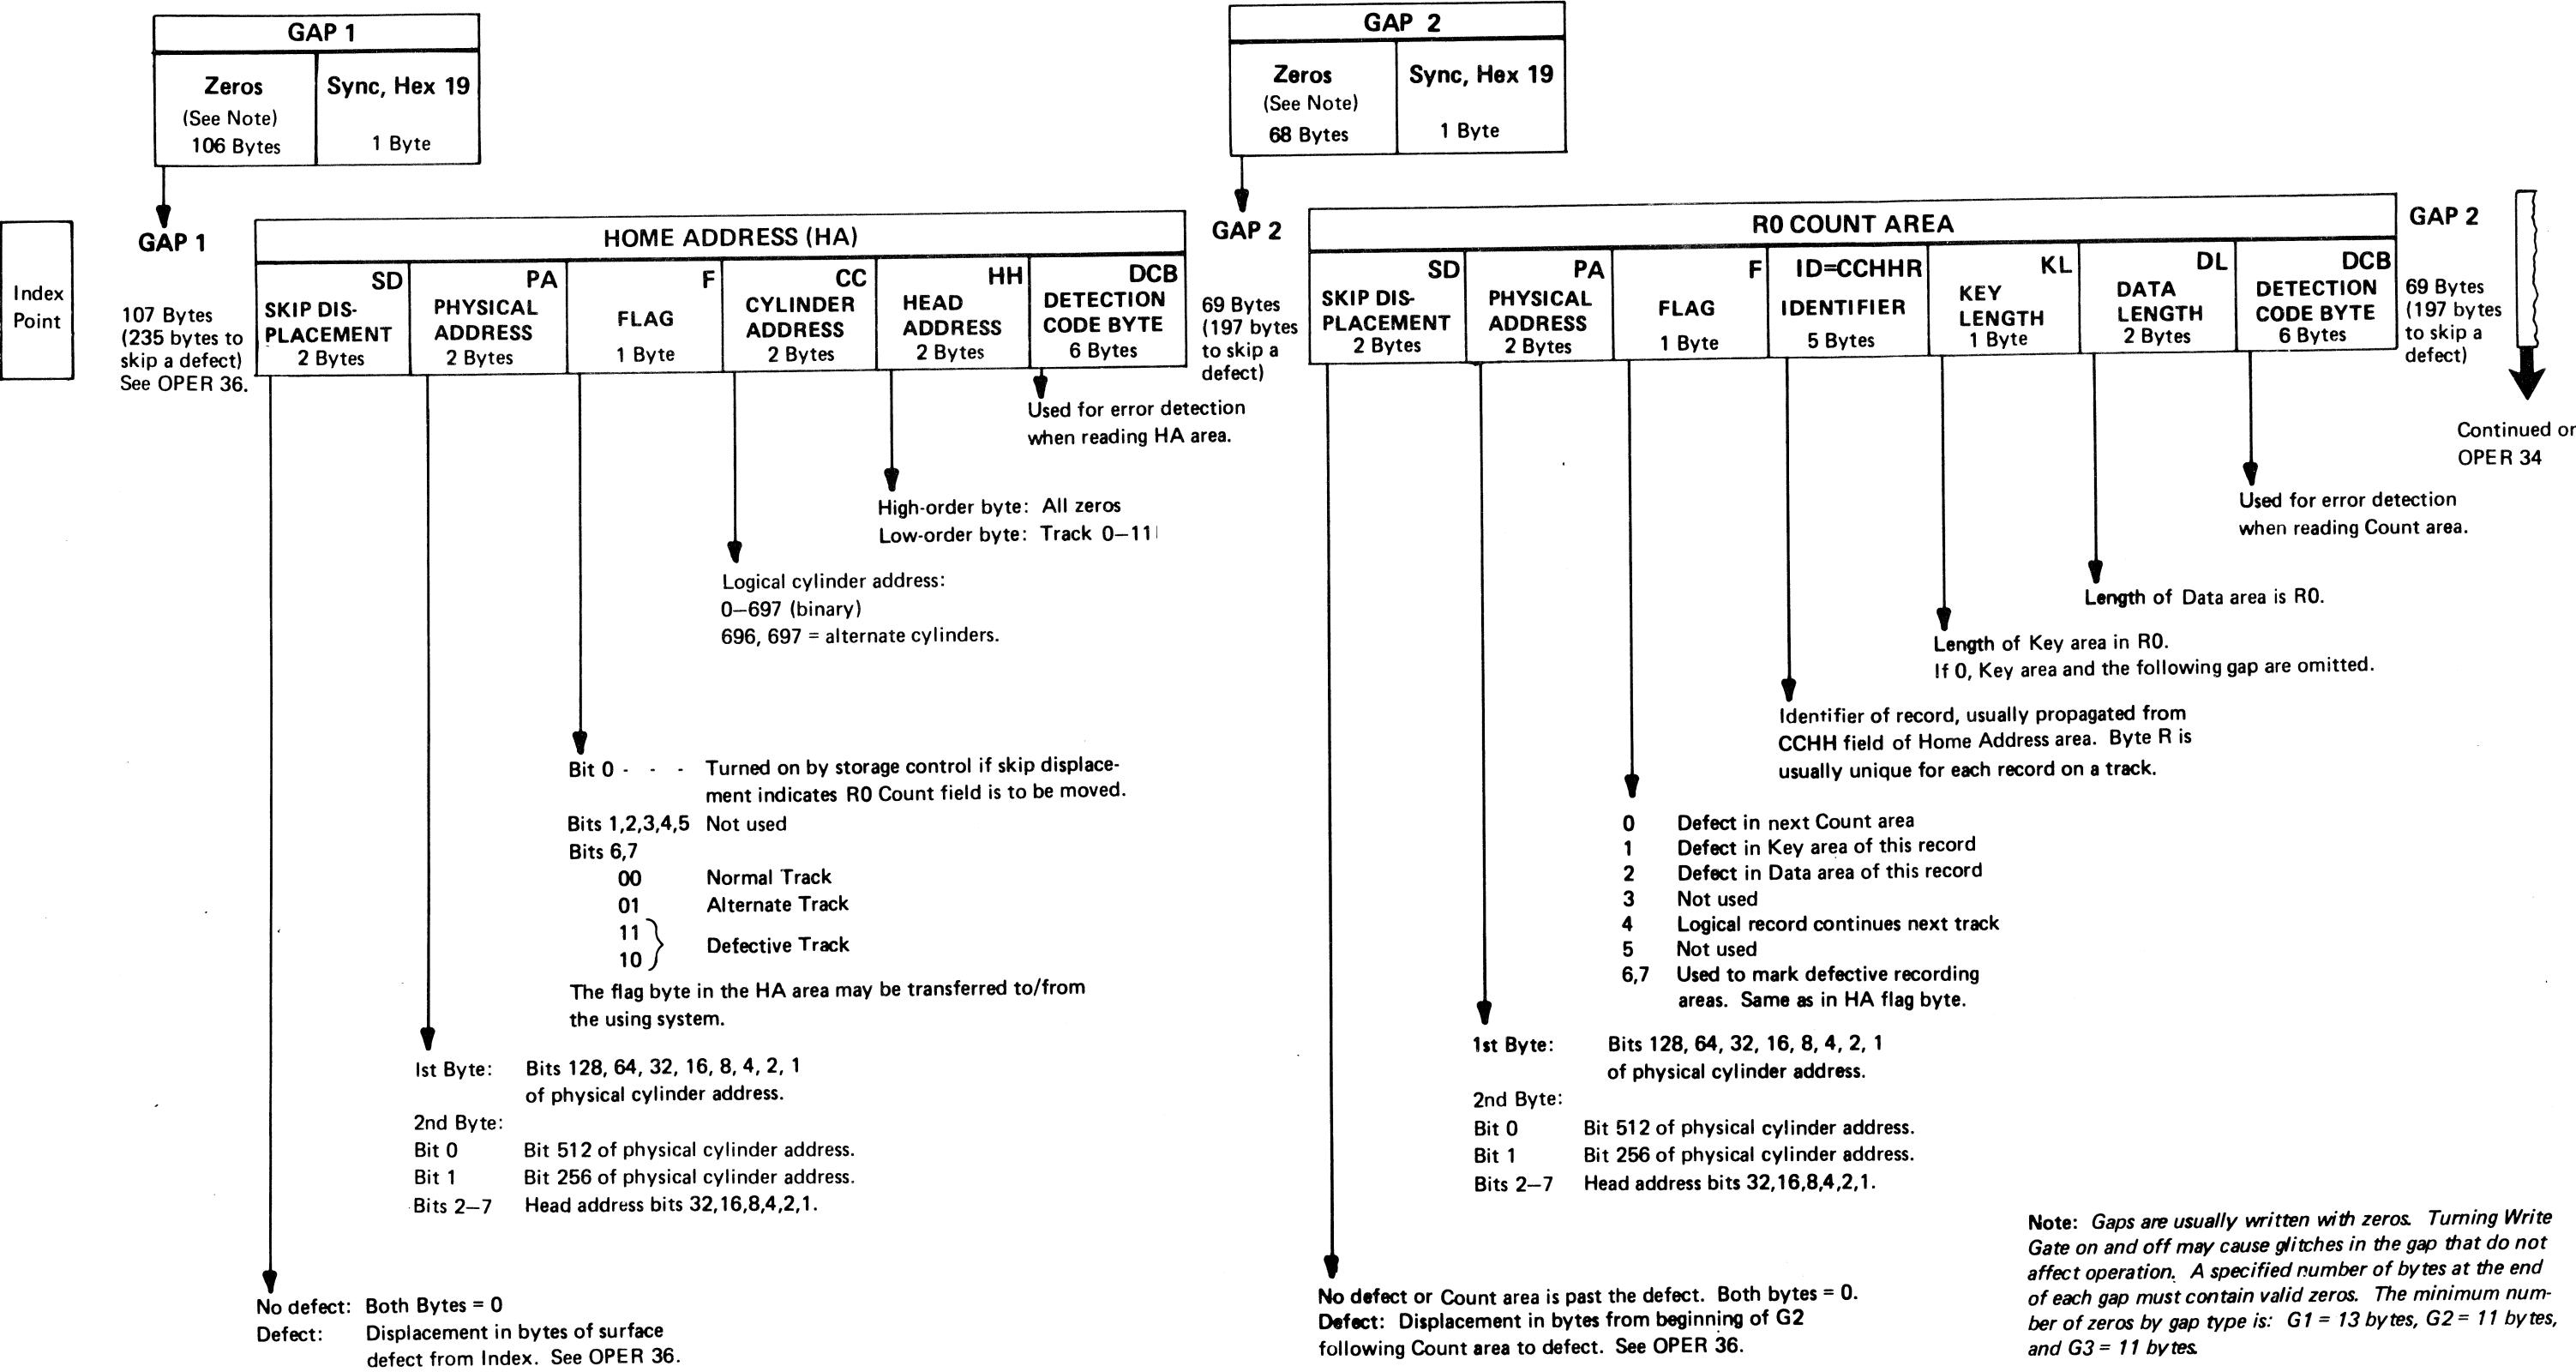 GAP 1
Zeros
(See Note)
106 Bytes
Sync, Hex 19
1 Byte
GAP 2
Zeros
(See Note)
68 Bytes
Sync, Hex 19
1 Byte
Index
Point
GAP 1
107 Bytes
(235 bytes to
skip a defect)
See OPER 36.
HOME ADDRESS (HA)
SD
SKIP DIS-
PLACEMENT
2 Bytes
PA
PHYSICAL
ADDRESS
2 Bytes
F
FLAG
1 Byte
CC
CYLINDER
ADDRESS
2 Bytes
HH
HEAD
ADDRESS
2 Bytes
DCB
DETECTION
CODE BYTE
6 Bytes
GAP 2
69 Bytes
(197 bytes
to skip a
defect)
R0 COUNT AREA
SD
SKIP DIS-
PLACEMENT
2 Bytes
PA
PHYSICAL
ADDRESS
2 Bytes
F
FLAG
1 Byte
ID=CCHHR
IDENTIFIER
5 Bytes
KL
KEY
LENGTH
1 Byte
DL
DATA
LENGTH
2 Bytes
DCB
DETECTION
CODE BYTE
6 Bytes
GAP 2
69 Bytes
(197 bytes
to skip a
defect)
Continued on
OPER 34
Used for error detection
when reading HA area.
High-order byte: All zeros
Low-order byte: Track 0–11
Logical cylinder address:
0–697 (binary)
696, 697 = alternate cylinders.
Bit 0 - - - Turned on by storage control if skip displace-
ment indicates R0 Count field is to be moved.
Bits 1,2,3,4,5 Not used
Bits 6,7
00 Normal Track
01 Alternate Track
11
10 } Defective Track
The flag byte in the HA area may be transferred to/from
the using system.
Ist Byte: Bits 128, 64, 32, 16, 8, 4, 2, 1
of physical cylinder address.
2nd Byte:
Bit 0 Bit 512 of physical cylinder address.
Bit 1 Bit 256 of physical cylinder address.
Bits 2–7 Head address bits 32,16,8,4,2,1.
No defect: Both Bytes = 0
Defect: Displacement in bytes of surface
defect from Index. See OPER 36.
Used for error detection
when reading Count area.
Length of Data area is R0.
Length of Key area in R0.
If 0, Key area and the following gap are omitted.
Identifier of record, usually propagated from
CCHH field of Home Address area. Byte R is
usually unique for each record on a track.
0 Defect in next Count area
1 Defect in Key area of this record
2 Defect in Data area of this record
3 Not used
4 Logical record continues next track
5 Not used
6,7 Used to mark defective recording
areas. Same as in HA flag byte.
1st Byte: Bits 128, 64, 32, 16, 8, 4, 2, 1
of physical cylinder address.
2nd Byte:
Bit 0 Bit 512 of physical cylinder address.
Bit 1 Bit 256 of physical cylinder address.
Bits 2–7 Head address bits 32,16,8,4,2,1.
No defect or Count area is past the defect. Both bytes = 0.
Defect: Displacement in bytes from beginning of G2
following Count area to defect. See OPER 36.
Note: Gaps are usually written with zeros. Turning Write
Gate on and off may cause glitches in the gap that do not
affect operation. A specified number of bytes at the end
of each gap must contain valid zeros. The minimum num-
ber of zeros by gap type is: G1 = 13 bytes, G2 = 11 bytes,
and G3 = 11 bytes.